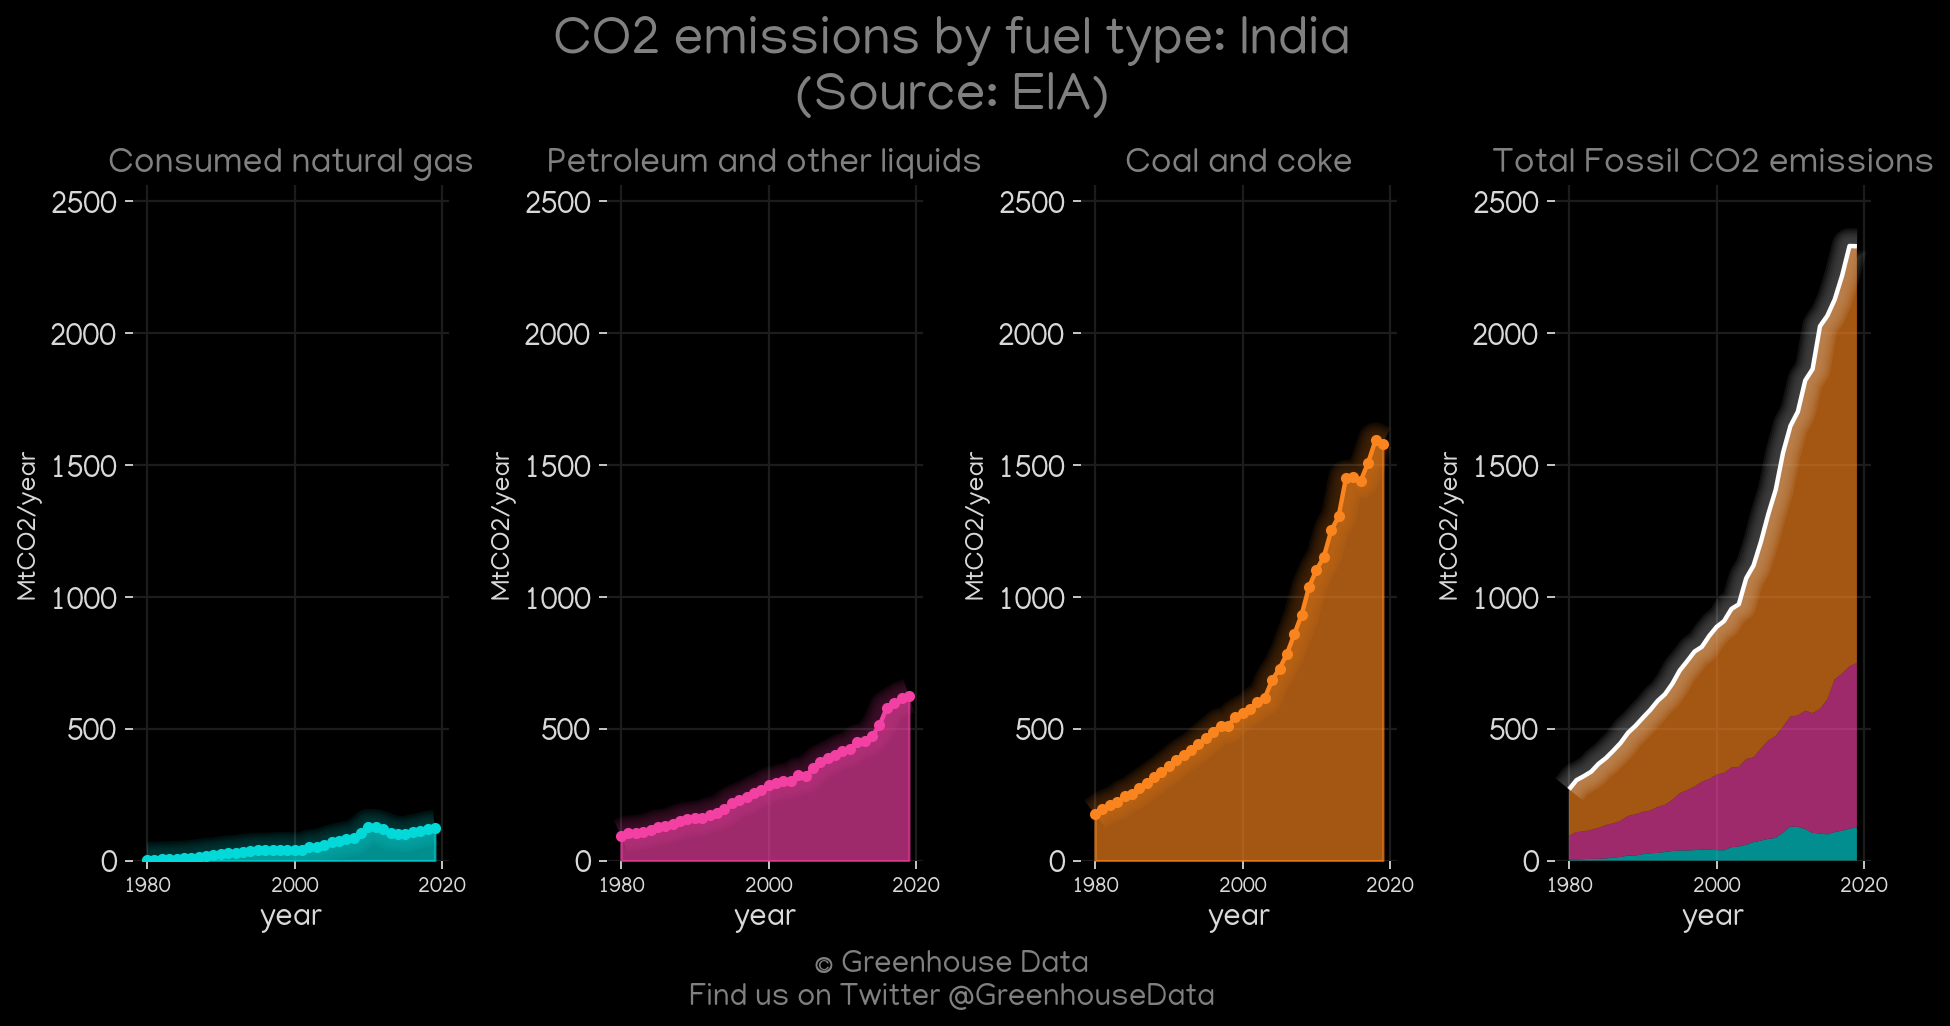 CO2 emissions by fuel type: India
(Source: EIA)
Consumed natural gas
2500
2000
1500
1000
500
0
MtCO2/year
1980 2000 2020
year
Petroleum and other liquids
2500
2000
1500
1000
500
0
MtCO2/year
1980 2000 2020
year
Coal and coke
2500
2000
1500
1000
500
0
MtCO2/year
1980 2000 2020
year
Total Fossil CO2 emissions
2500
2000
1500
1000
500
0
MtCO2/year
1980 2000 2020
year
© Greenhouse Data
Find us on Twitter @GreenhouseData